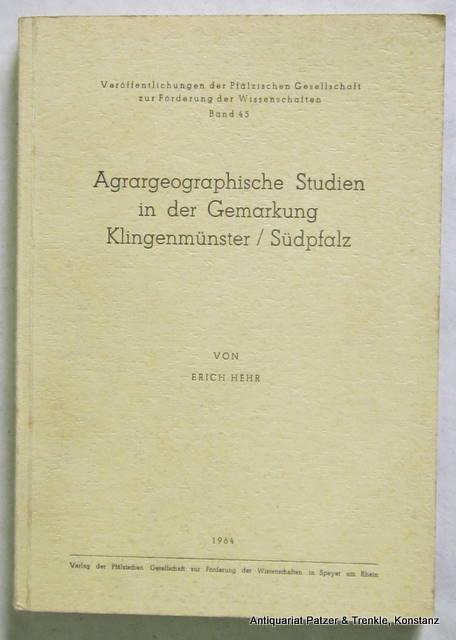 Veröffentlichungen der Pfälzischen Gesellschaft
zur Förderung der Wissenschaften
Band 45
Agrargeographische Studien
in der Gemarkung
Klingenmünster / Südpfalz
VON
ERICH HEHR
1964
Verlag der Pfälzischen Gesellschaft zur Förderung der Wissenschaften in Speyer am Rhein
Antiquariat Patzer & Trenkle, Konstanz